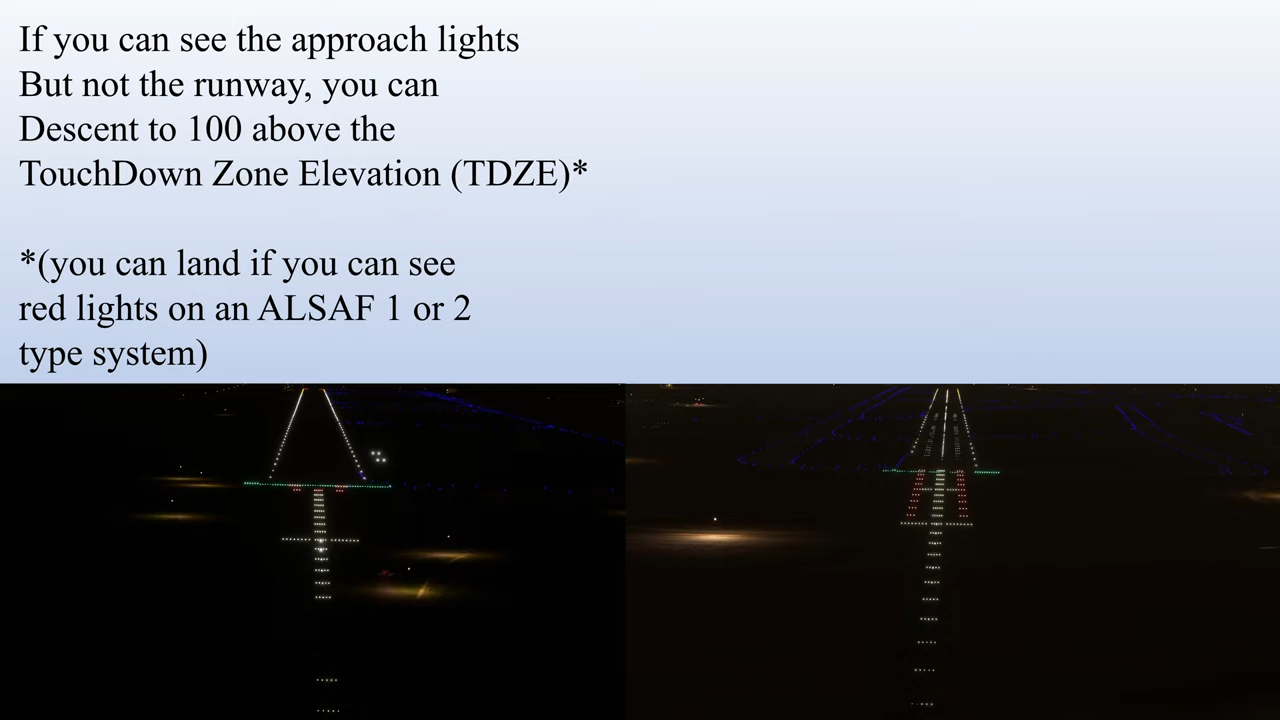 If you can see the approach lights
But not the runway, you can
Descent to 100 above the
TouchDown Zone Elevation (TDZE)*
*(you can land if you can see
red lights on an ALSAF 1 or 2
type system)